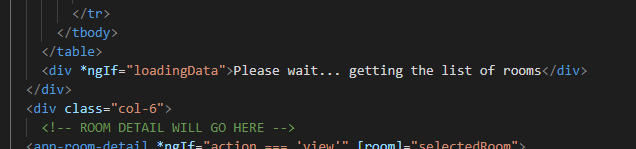 </tr>
</tbody>
</table>
<div *ngIf="loadingData">Please wait... getting the list of rooms</div>
</div>
<div class="col-6">
<!-- ROOM DETAIL WILL GO HERE -->
<app-room-detail *ngIf="action === 'view'" [room]="selectedRoom">